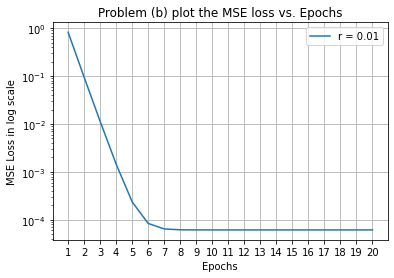 Problem (b) plot the MSE loss vs. Epochs
r = 0.01
MSE Loss in log scale
10⁰
10⁻¹
10⁻²
10⁻³
10⁻⁴
1 2 3 4 5 6 7 8 9 10 11 12 13 14 15 16 17 18 19 20
Epochs